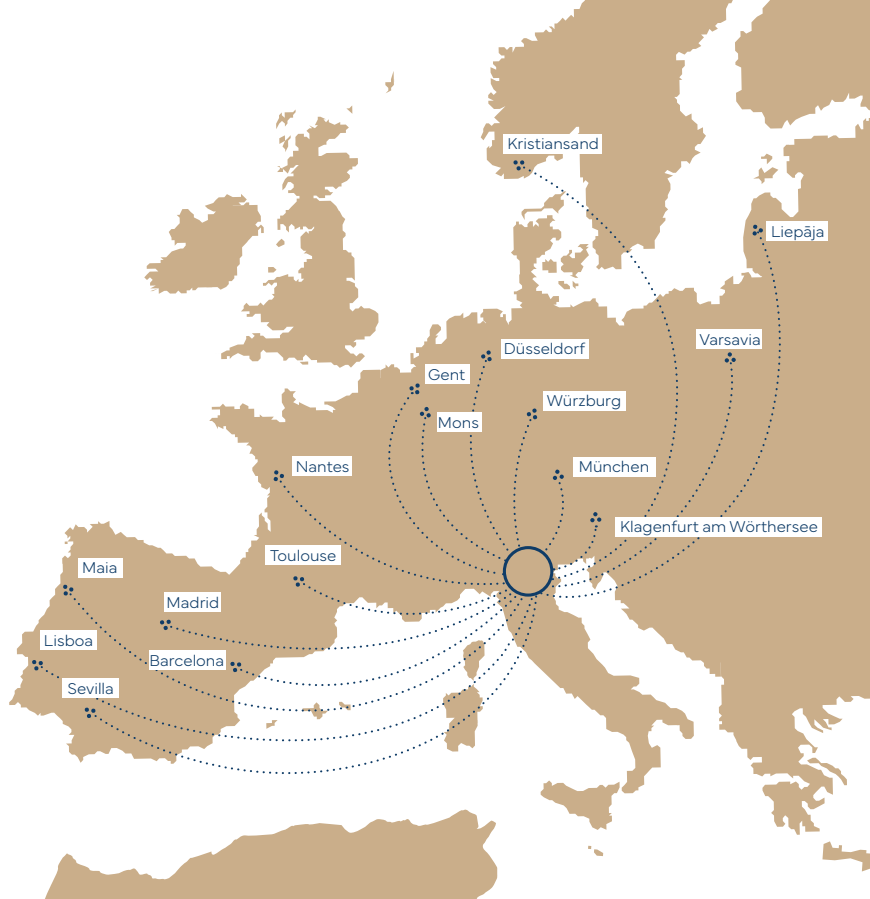 Kristiansand
Liepāja
Varsavia
Düsseldorf
Gent
Würzburg
Mons
Nantes
München
Klagenfurt am Wörthersee
Toulouse
Maia
Madrid
Lisboa
Barcelona
Sevilla